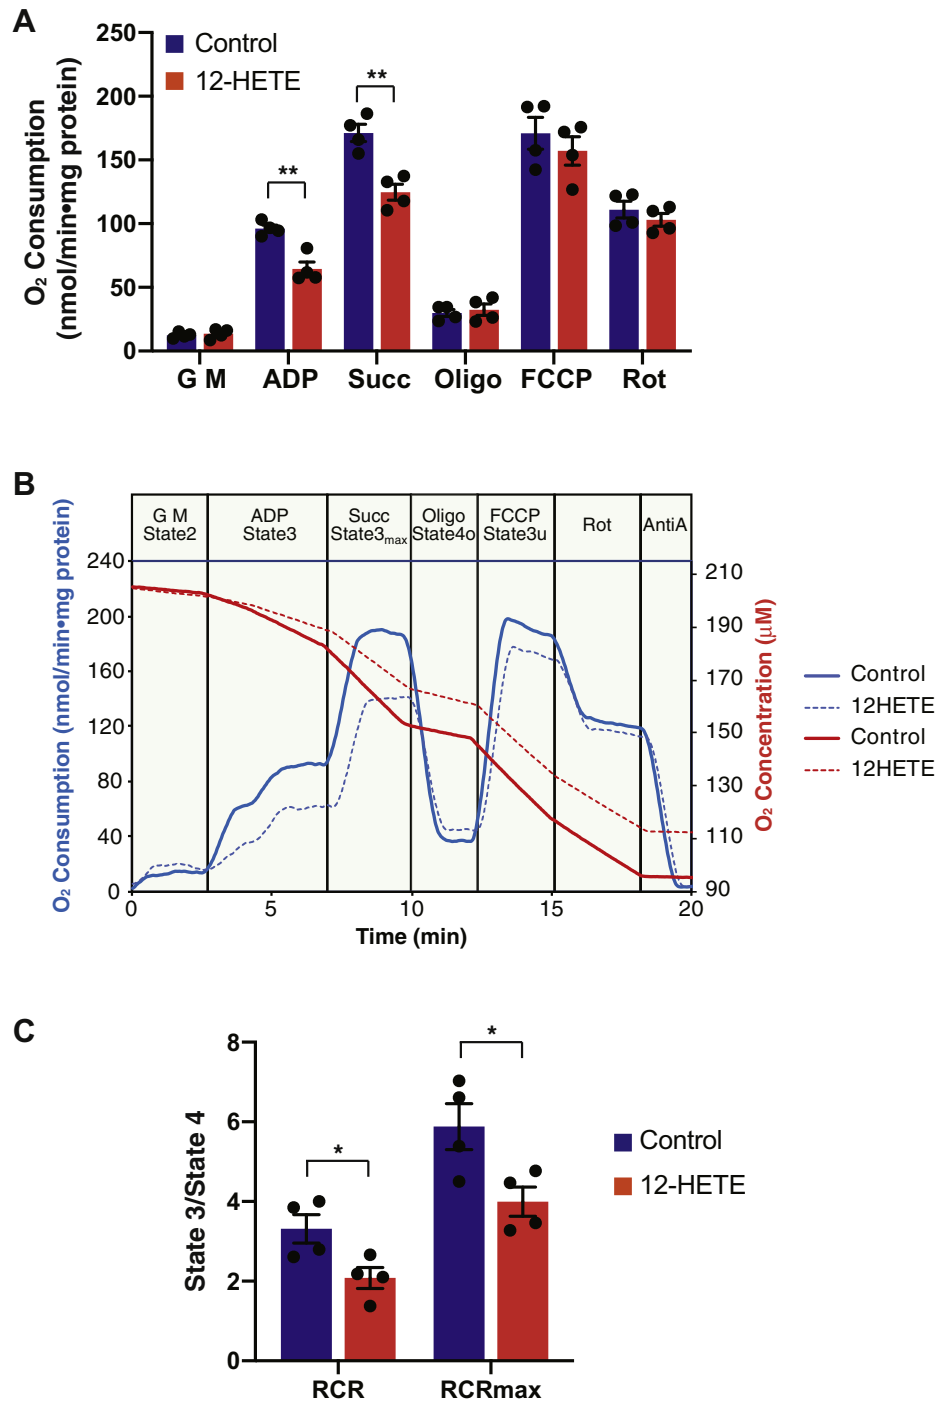 A
O₂ Consumption
(nmol/min•mg protein)
250
200
150
100
50
0
Control
12-HETE
**
**
G M
ADP
Succ
Oligo
FCCP
Rot
B
O₂ Consumption (nmol/min•mg protein)
G M
State2
ADP
State3
Succ
State3max
Oligo
State4o
FCCP
State3u
Rot
AntiA
240
200
160
120
80
40
0
210
190
170
150
130
110
90
O₂ Concentration (μM)
0
5
10
15
20
Time (min)
Control
12HETE
Control
12HETE
C
State 3/State 4
8
6
4
2
0
*
*
Control
12-HETE
RCR
RCRmax